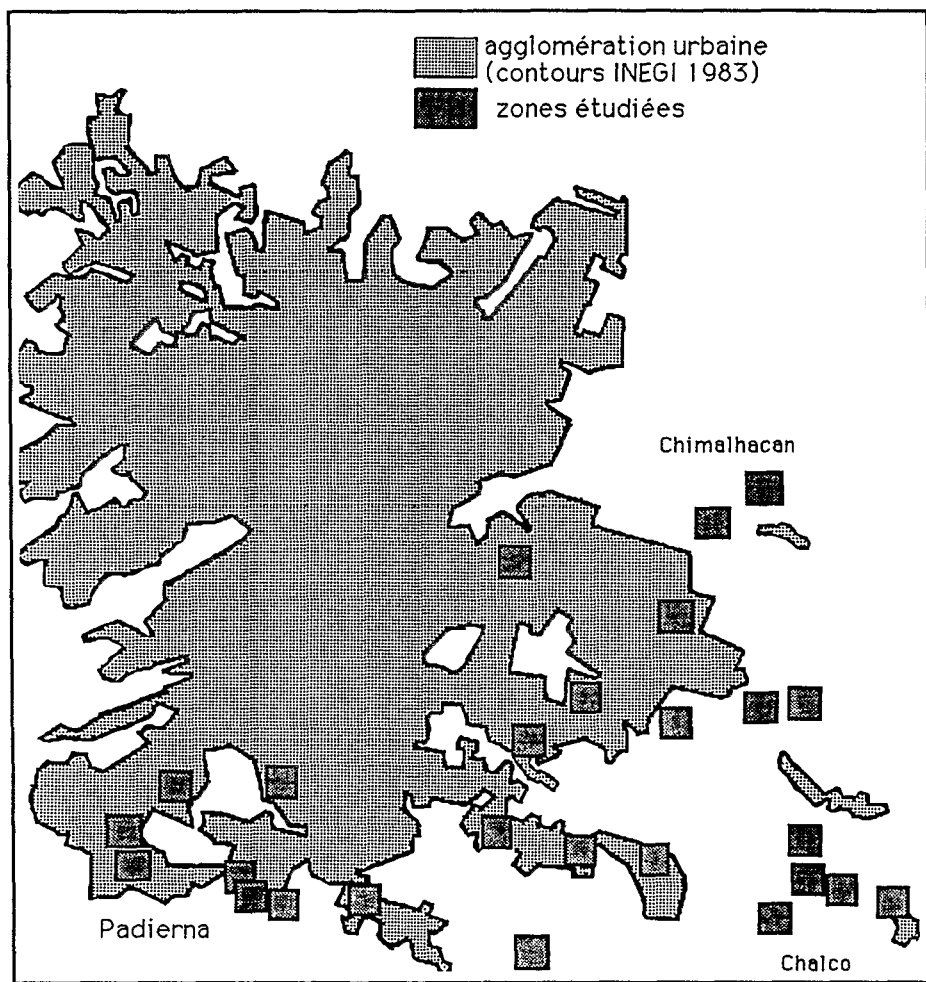 agglomération urbaine
(contours INEGI 1983)
zones étudiées
Chimalhacan
Padierna
Chalco